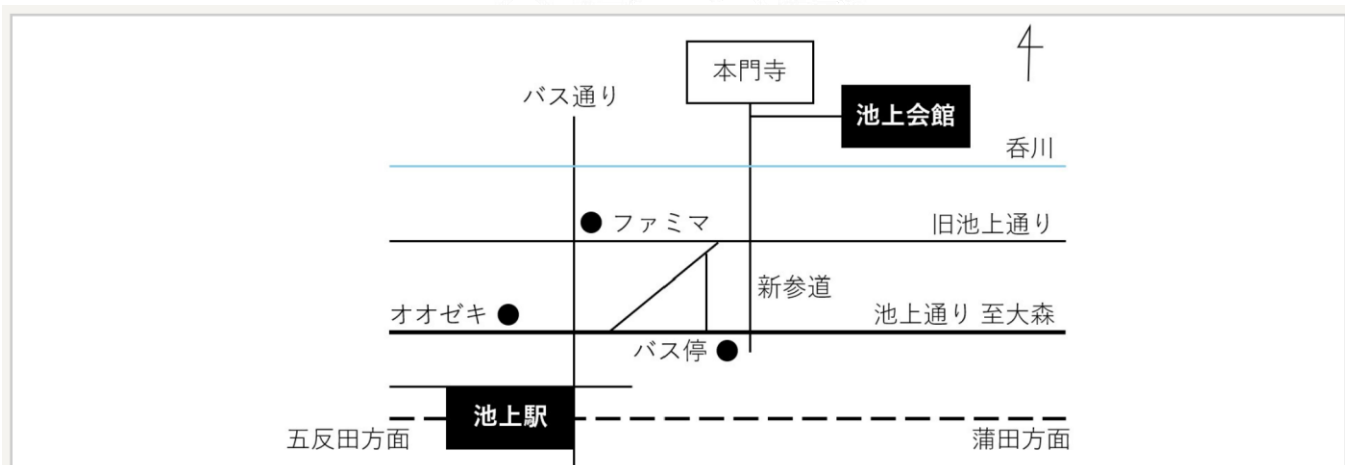 本門寺
バス通り
池上会館
呑川
ファミマ
旧池上通り
新参道
オオゼキ
池上通り 至大森
バス停
池上駅
五反田方面
蒲田方面